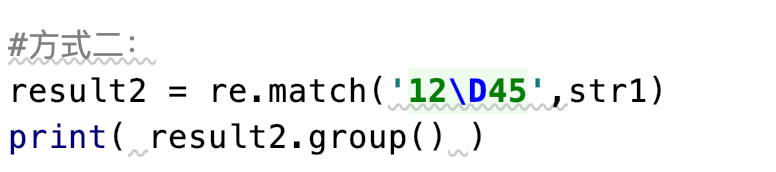 #方式二：
result2 = re.match('12\D45',str1)
print( result2.group() )